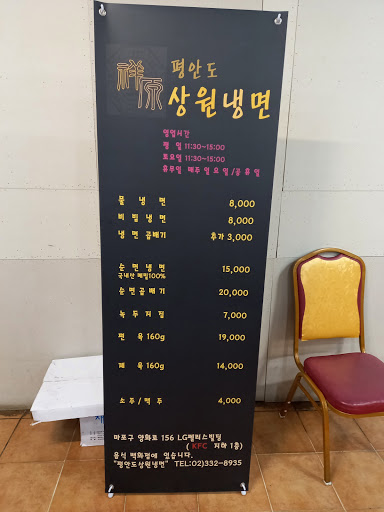 祥原
평안도
상원냉면
영업시간
평 일 11:30~15:00
토요일 11:30~15:00
휴무일 매주 일요일/공휴일
물 냉 면 8,000
비빔냉면 8,000
냉면곱배기 추가 3,000
순면냉면 15,000
국내산 메밀100%
순면곱배기 20,000
녹두지짐 7,000
편 육 160g 19,000
제 육 160g 14,000
소주/맥주 4,000
마포구 양화로 156 LG팰리스빌딩
( KFC 지하 1층)
음식 백화점에 있습니다.
"평안도상원냉면" TEL:02)332-8935